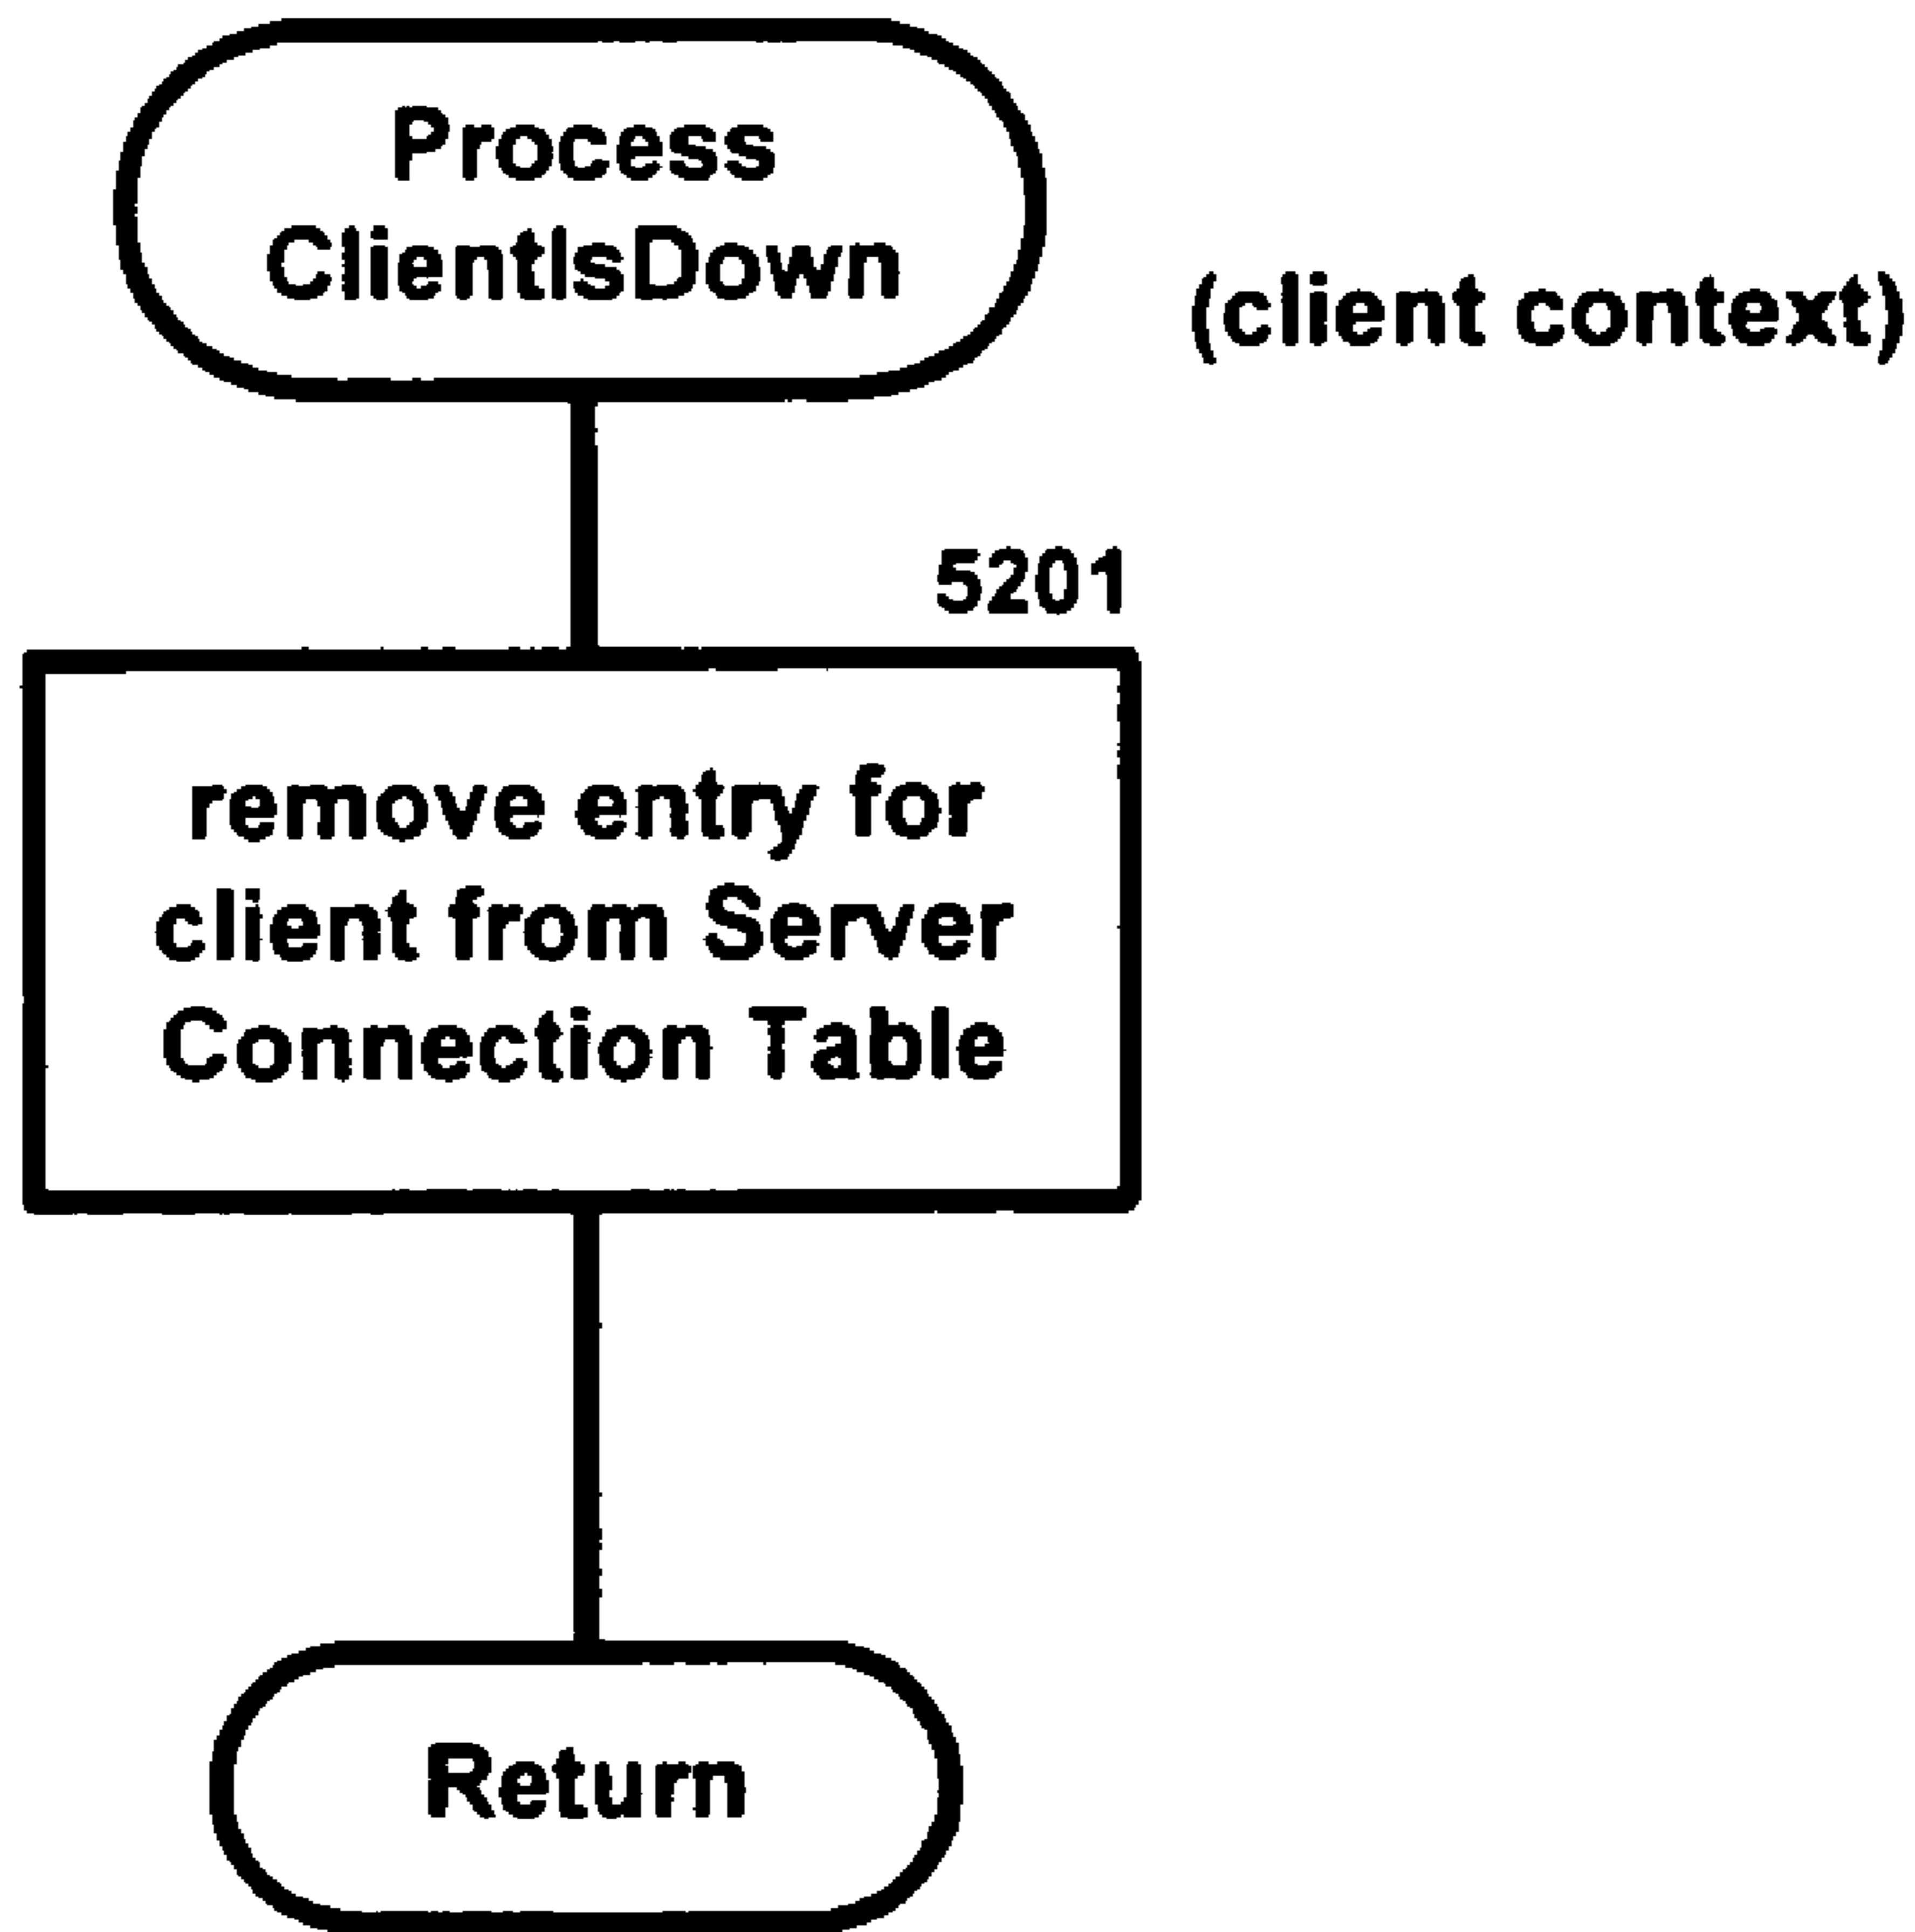 Process
ClientIsDown
(client context)
5201
remove entry for
client from Server
Connection Table
Return